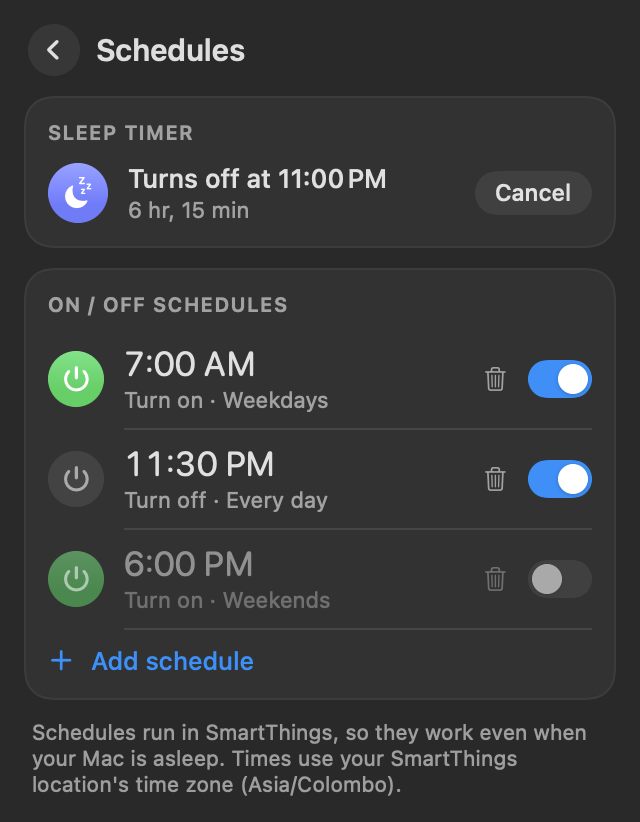 Schedules
SLEEP TIMER
zzz
Turns off at 11:00 PM
6 hr, 15 min
Cancel
ON / OFF SCHEDULES
7:00 AM
Turn on · Weekdays
11:30 PM
Turn off · Every day
6:00 PM
Turn on · Weekends
+ Add schedule
Schedules run in SmartThings, so they work even when
your Mac is asleep. Times use your SmartThings
location's time zone (Asia/Colombo).